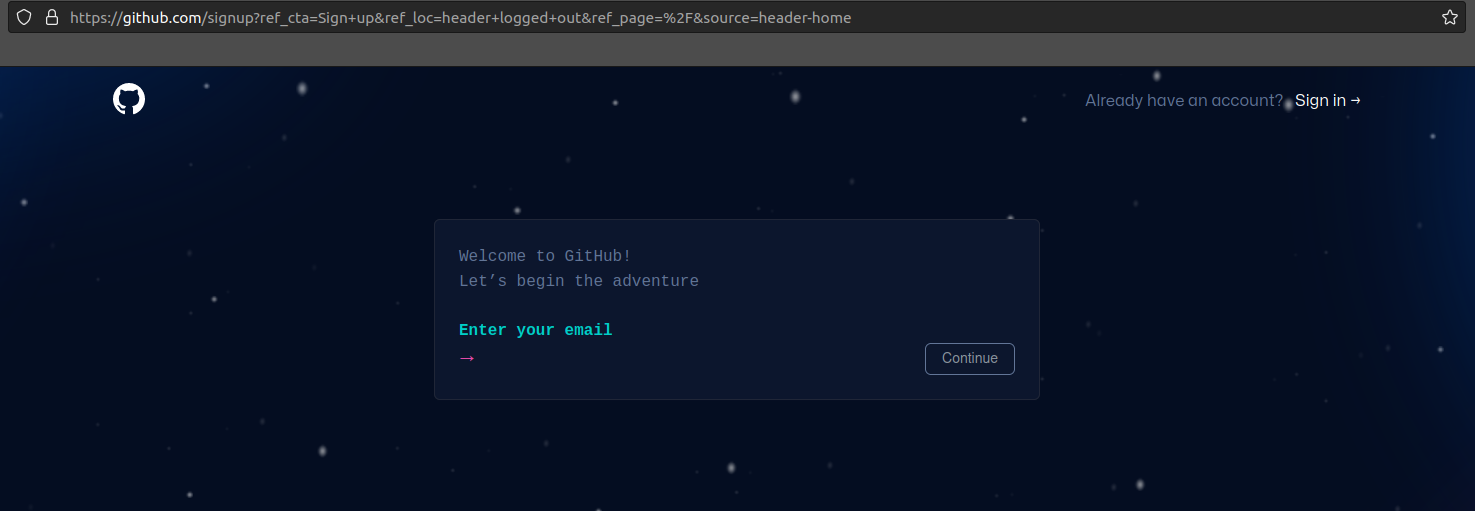 https://github.com/signup?ref_cta=Sign+up&ref_loc=header+logged+out&ref_page=%2F&source=header-home
Already have an account? Sign in →
Welcome to GitHub!
Let’s begin the adventure
Enter your email
→
Continue